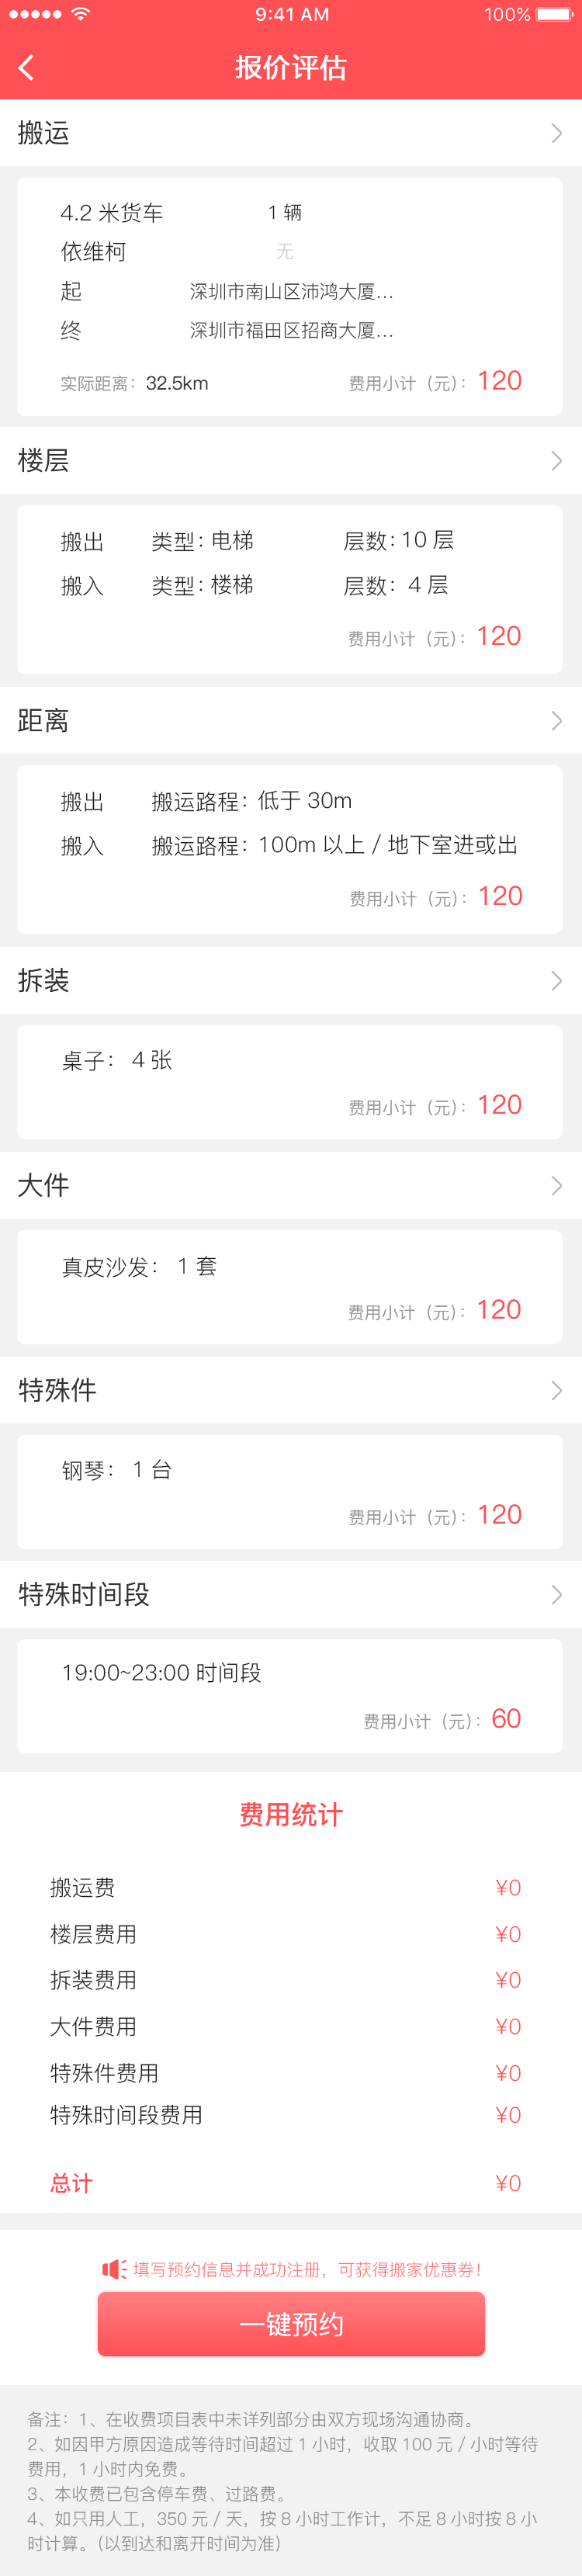 9:41 AM 100%
报价评估
搬运
4.2 米货车 1 辆
依维柯 无
起 深圳市南山区沛鸿大厦...
终 深圳市福田区招商大厦...
实际距离：32.5km 费用小计（元）：120
楼层
搬出 类型：电梯 层数：10 层
搬入 类型：楼梯 层数：4 层
费用小计（元）：120
距离
搬出 搬运路程：低于 30m
搬入 搬运路程：100m 以上 / 地下室进或出
费用小计（元）：120
拆装
桌子： 4 张
费用小计（元）：120
大件
真皮沙发： 1 套
费用小计（元）：120
特殊件
钢琴： 1 台
费用小计（元）：120
特殊时间段
19:00~23:00 时间段
费用小计（元）：60
费用统计
搬运费 ¥0
楼层费用 ¥0
拆装费用 ¥0
大件费用 ¥0
特殊件费用 ¥0
特殊时间段费用 ¥0
总计 ¥0
填写预约信息并成功注册，可获得搬家优惠券！
一键预约
备注：1、在收费项目表中未详列部分由双方现场沟通协商。
2、如因甲方原因造成等待时间超过 1 小时，收取 100 元 / 小时等待
费用，1 小时内免费。
3、本收费已包含停车费、过路费。
4、如只用人工，350 元 / 天，按 8 小时工作计，不足 8 小时按 8 小
时计算。（以到达和离开时间为准）